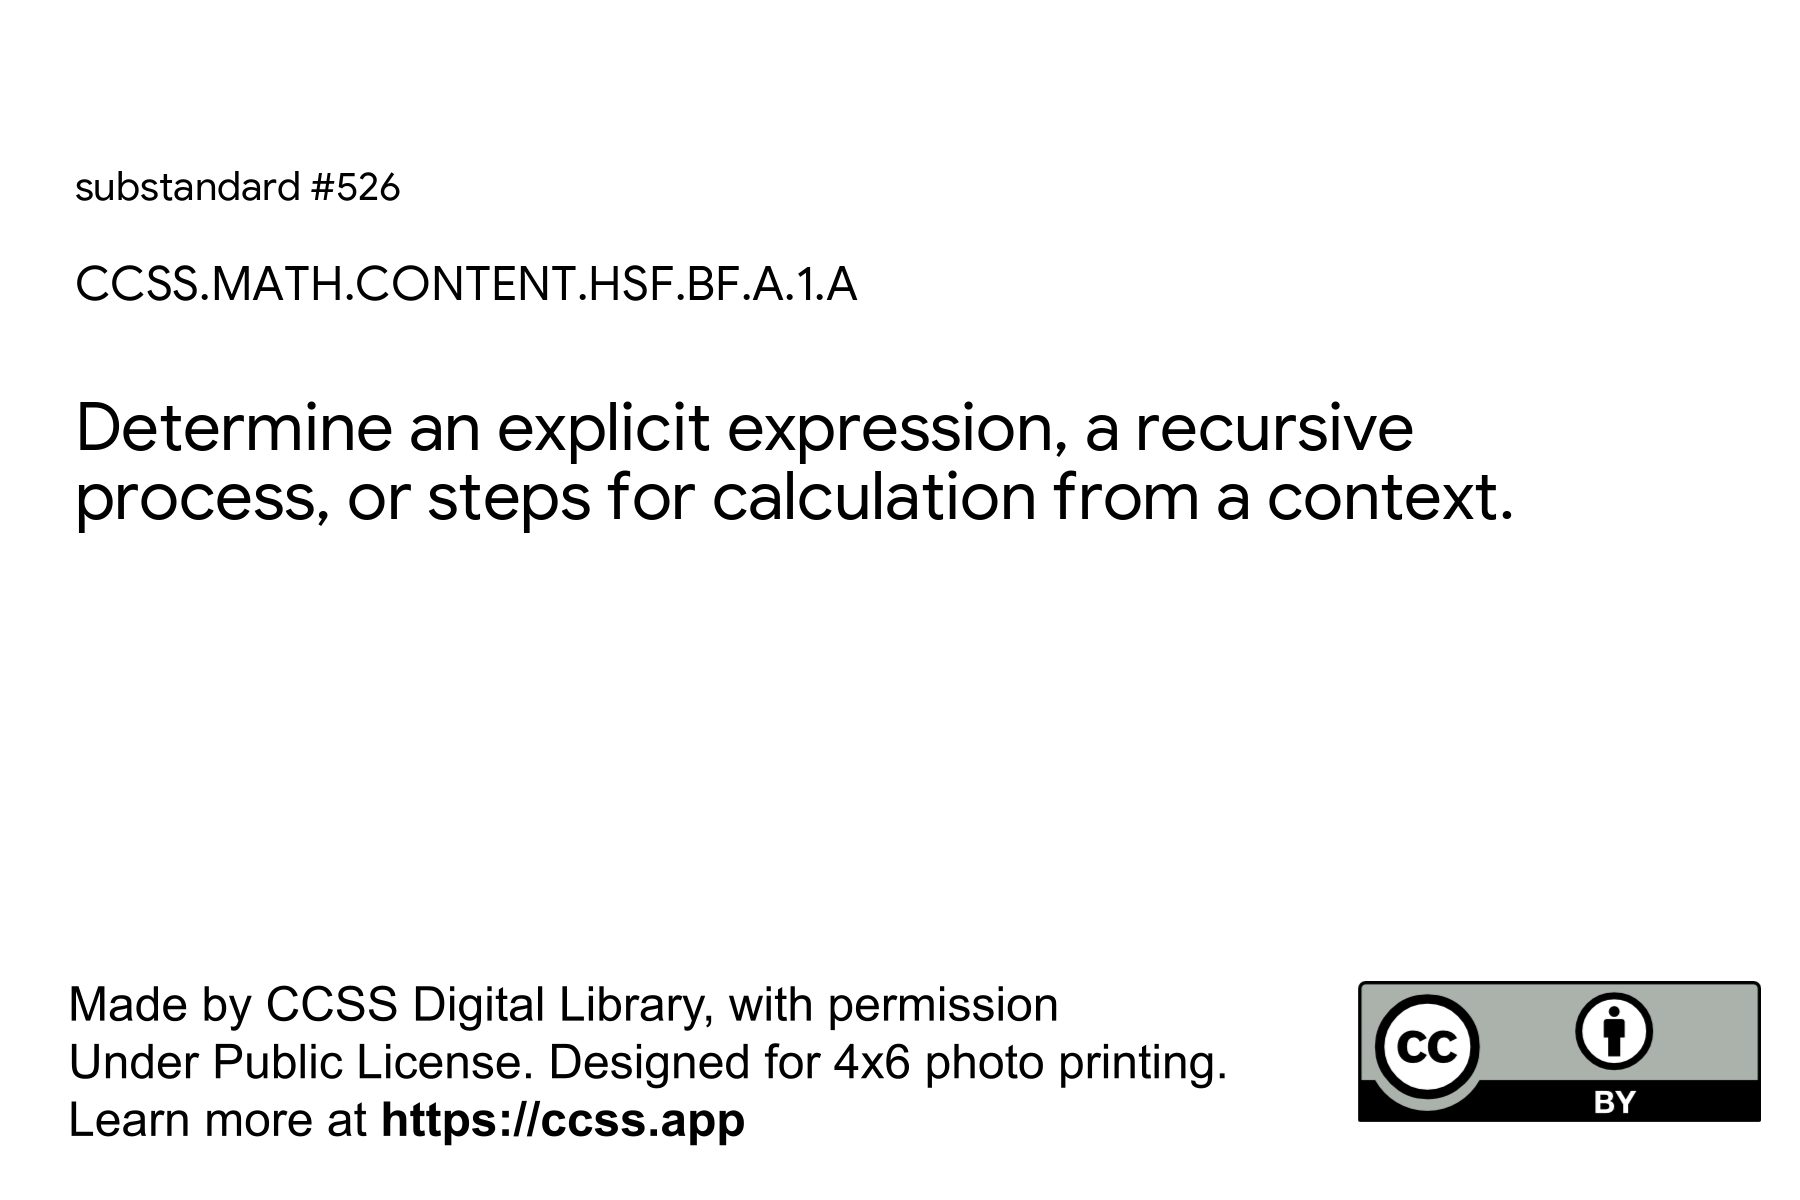 substandard #526
CCSS.MATH.CONTENT.HSF.BF.A.1.A
Determine an explicit expression, a recursive
process, or steps for calculation from a context.
Made by CCSS Digital Library, with permission
Under Public License. Designed for 4x6 photo printing.
Learn more at https://ccss.app
CC
BY